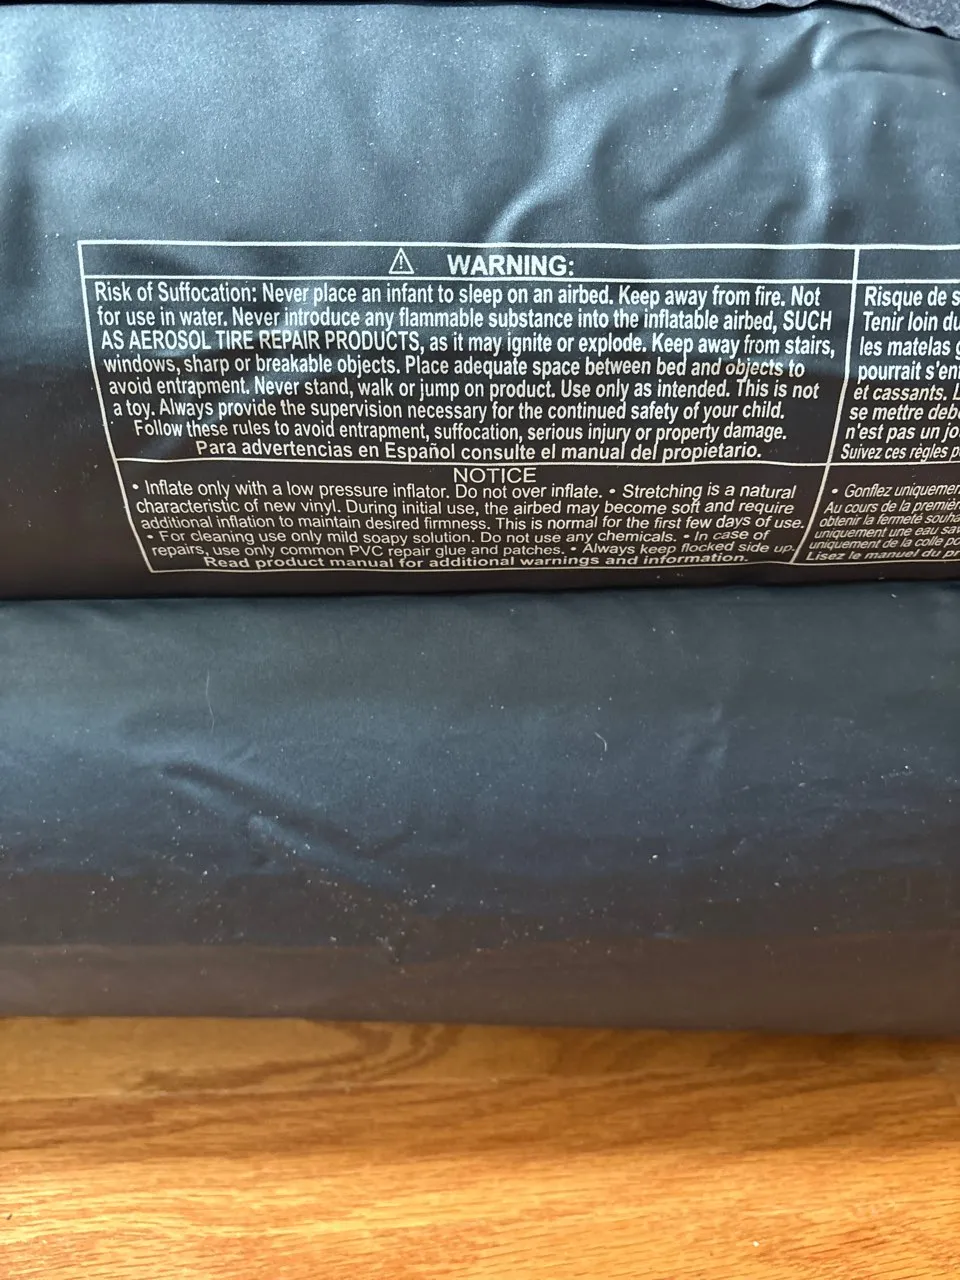 WARNING:
Risk of Suffocation: Never place an infant to sleep on an airbed. Keep away from fire. Not
for use in water. Never introduce any flammable substance into the inflatable airbed, SUCH
AS AEROSOL TIRE REPAIR PRODUCTS, as it may ignite or explode. Keep away from stairs,
windows, sharp or breakable objects. Place adequate space between bed and objects to
avoid entrapment. Never stand, walk or jump on product. Use only as intended. This is not
a toy. Always provide the supervision necessary for the continued safety of your child.
Follow these rules to avoid entrapment, suffocation, serious injury or property damage.
Para advertencias en Español consulte el manual del propietario.
NOTICE
• Inflate only with a low pressure inflator. Do not over inflate. • Stretching is a natural
characteristic of new vinyl. During initial use, the airbed may become soft and require
additional inflation to maintain desired firmness. This is normal for the first few days of use.
• For cleaning use only mild soapy solution. Do not use any chemicals. • In case of
repairs, use only common PVC repair glue and patches. • Always keep flocked side up.
Read product manual for additional warnings and information.
Risque de
Tenir loin du
les matelas
pourrait
et cassants.
se mettre
n'est pas un
Suivez ces règles
• Gonflez
Au cours de la
obtenir la fermeté
uniquement une eau
uniquement de la colle
Lisez le manuel du